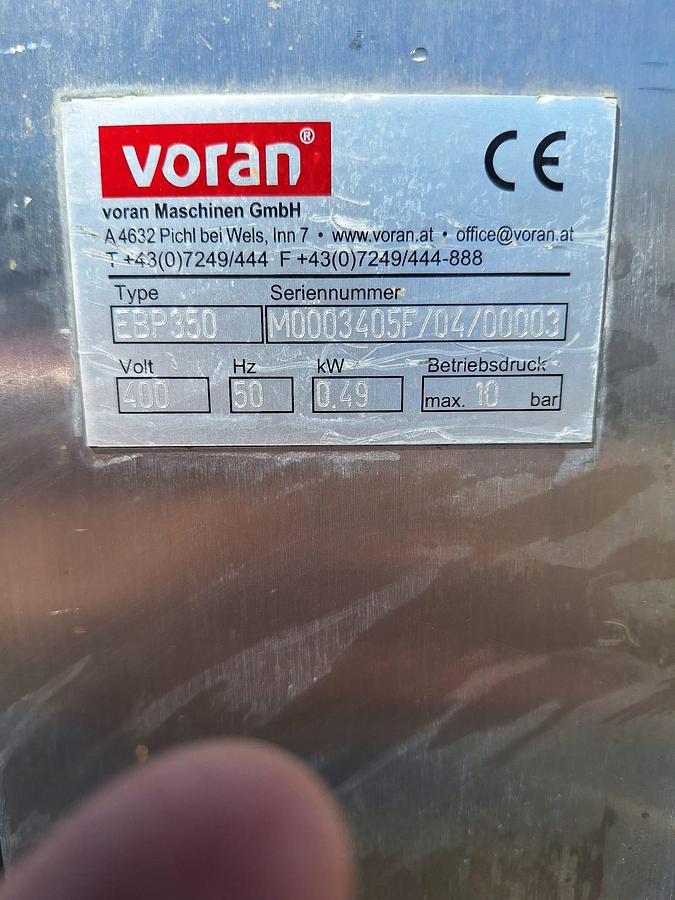 voran®
CE
voran Maschinen GmbH
A 4632 Pichl bei Wels, Inn 7 • www.voran.at • office@voran.at
T +43(0)7249/444 F +43(0)7249/444-888
Type Seriennummer
EBP350 M0003405F/04/00003
Volt Hz kW Betriebsdruck
400 50 0.49 max. 10 bar